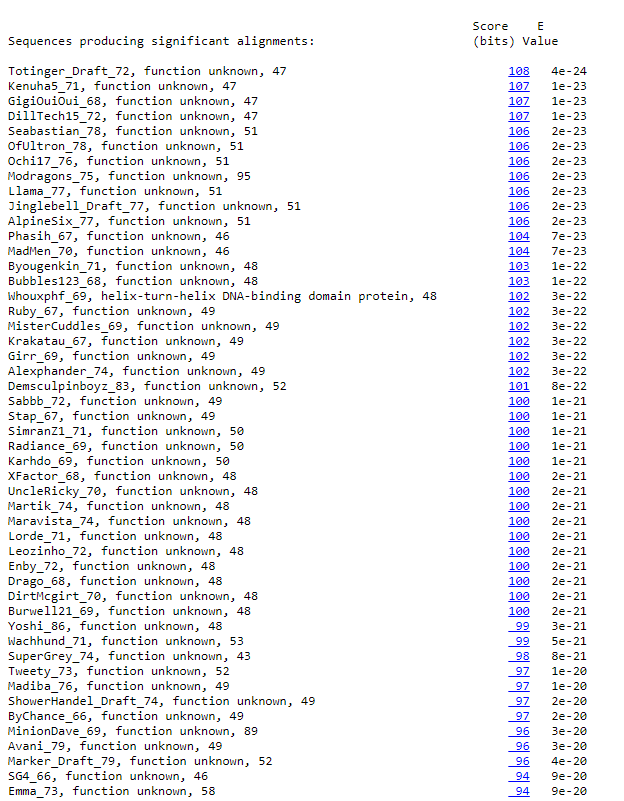 Score E
Sequences producing significant alignments: (bits) Value
Totinger_Draft_72, function unknown, 47 108 4e-24
Kenuha5_71, function unknown, 47 107 1e-23
GigiOuiOui_68, function unknown, 47 107 1e-23
DillTech15_72, function unknown, 47 107 1e-23
Seabastian_78, function unknown, 51 106 2e-23
OfUltron_78, function unknown, 51 106 2e-23
Ochi17_76, function unknown, 51 106 2e-23
Modragons_75, function unknown, 95 106 2e-23
Llama_77, function unknown, 51 106 2e-23
Jinglebell_Draft_77, function unknown, 51 106 2e-23
AlpineSix_77, function unknown, 51 106 2e-23
Phasih_67, function unknown, 46 104 7e-23
MadMen_70, function unknown, 46 104 7e-23
Byougenkin_71, function unknown, 48 103 1e-22
Bubbles123_68, function unknown, 48 103 1e-22
Whouxphf_69, helix-turn-helix DNA-binding domain protein, 48 102 3e-22
Ruby_67, function unknown, 49 102 3e-22
MisterCuddles_69, function unknown, 49 102 3e-22
Krakatau_67, function unknown, 49 102 3e-22
Girr_69, function unknown, 49 102 3e-22
Alexphander_74, function unknown, 49 102 3e-22
Demsculpinboyz_83, function unknown, 52 101 8e-22
Sabbb_72, function unknown, 49 100 1e-21
Stap_67, function unknown, 49 100 1e-21
SimranZ1_71, function unknown, 50 100 1e-21
Radiance_69, function unknown, 50 100 1e-21
Karhdo_69, function unknown, 50 100 1e-21
XFactor_68, function unknown, 48 100 2e-21
UncleRicky_70, function unknown, 48 100 2e-21
Martik_74, function unknown, 48 100 2e-21
Maravista_74, function unknown, 48 100 2e-21
Lorde_71, function unknown, 48 100 2e-21
Leozinho_72, function unknown, 48 100 2e-21
Enby_72, function unknown, 48 100 2e-21
Drago_68, function unknown, 48 100 2e-21
DirtMcgirt_70, function unknown, 48 100 2e-21
Burwell21_69, function unknown, 48 100 2e-21
Yoshi_86, function unknown, 48 99 3e-21
Wachhund_71, function unknown, 53 99 5e-21
SuperGrey_74, function unknown, 43 98 8e-21
Tweety_73, function unknown, 52 97 1e-20
Madiba_76, function unknown, 49 97 1e-20
ShowerHandel_Draft_74, function unknown, 49 97 2e-20
ByChance_66, function unknown, 49 97 2e-20
MinionDave_69, function unknown, 89 96 3e-20
Avani_79, function unknown, 49 96 3e-20
Marker_Draft_79, function unknown, 52 96 4e-20
SG4_66, function unknown, 46 94 9e-20
Emma_73, function unknown, 58 94 9e-20